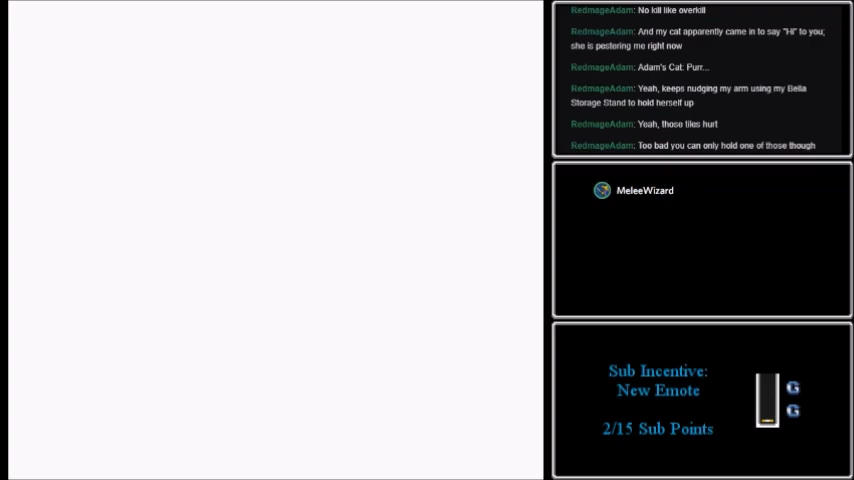 RedmageAdam: No kill like overkill
RedmageAdam: And my cat apparently came in to say "Hi" to you;
she is pestering me right now
RedmageAdam: Adam's Cat: Purr...
RedmageAdam: Yeah, keeps nudging my arm using my Bella
Storage Stand to hold herself up
RedmageAdam: Yeah, those tiles hurt
RedmageAdam: Too bad you can only hold one of those though
MeleeWizard
Sub Incentive:
New Emote
2/15 Sub Points
G
G